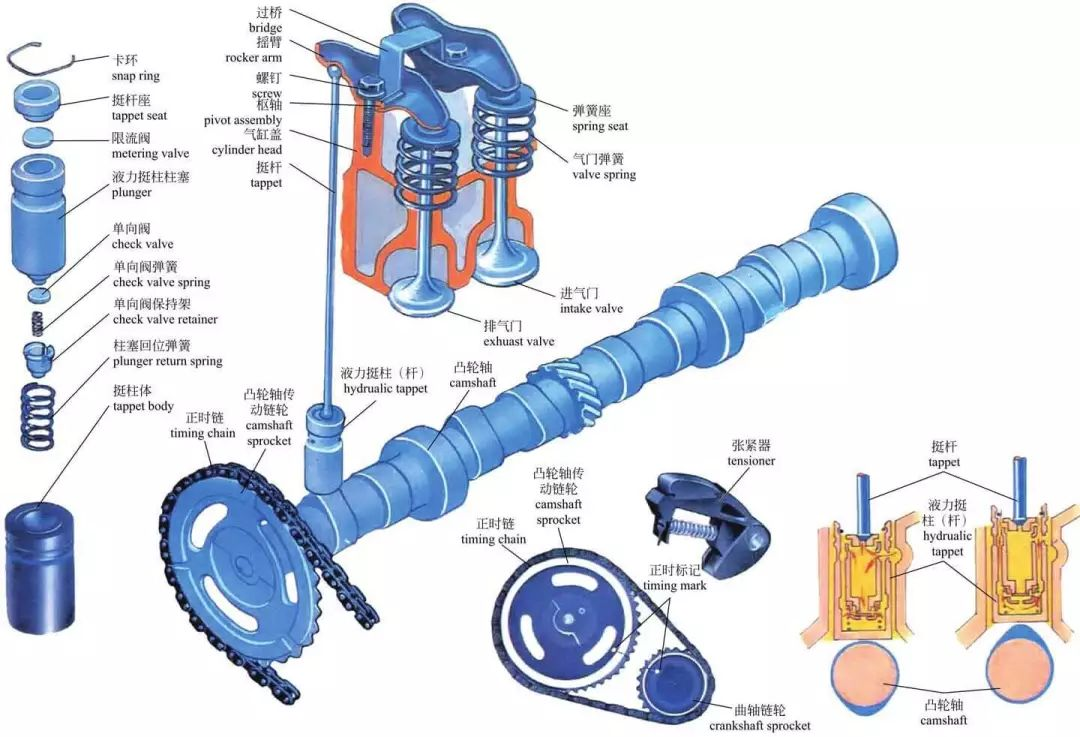 卡环
snap ring
挺杆座
tappet seat
限流阀
metering valve
液力挺柱柱塞
plunger
单向阀
check valve
单向阀弹簧
check valve spring
单向阀保持架
check valve retainer
柱塞回位弹簧
plunger return spring
挺柱体
tappet body
过桥
bridge
摇臂
rocker arm
螺钉
screw
枢轴
pivot assembly
气缸盖
cylinder head
挺杆
tappet
弹簧座
spring seat
气门弹簧
valve spring
进气门
intake valve
排气门
exhuast valve
液力挺柱（杆）
hydrualic tappet
凸轮轴
camshaft
正时链
timing chain
凸轮轴传
动链轮
camshaft
sprocket
凸轮轴传
动链轮
camshaft
sprocket
正时链
timing chain
张紧器
tensioner
正时标记
timing mark
曲轴链轮
crankshaft sprocket
挺杆
tappet
液力挺
柱（杆）
hydrualic
tappet
凸轮轴
camshaft